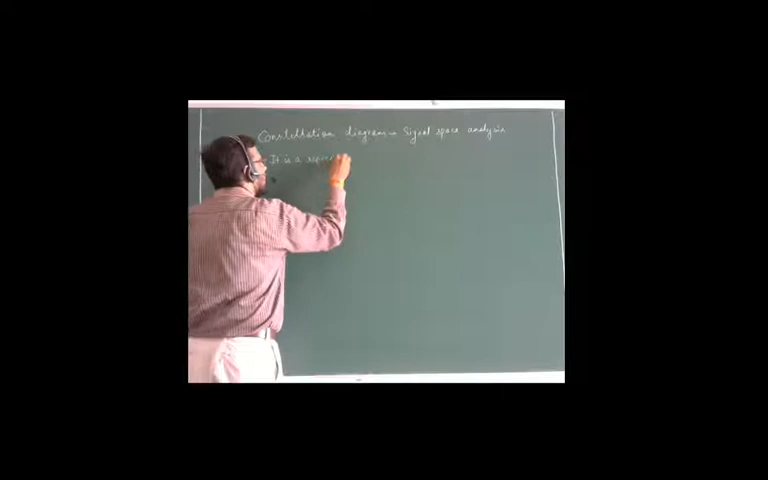 Constellation diagram - Signal space analysis
It is a repre